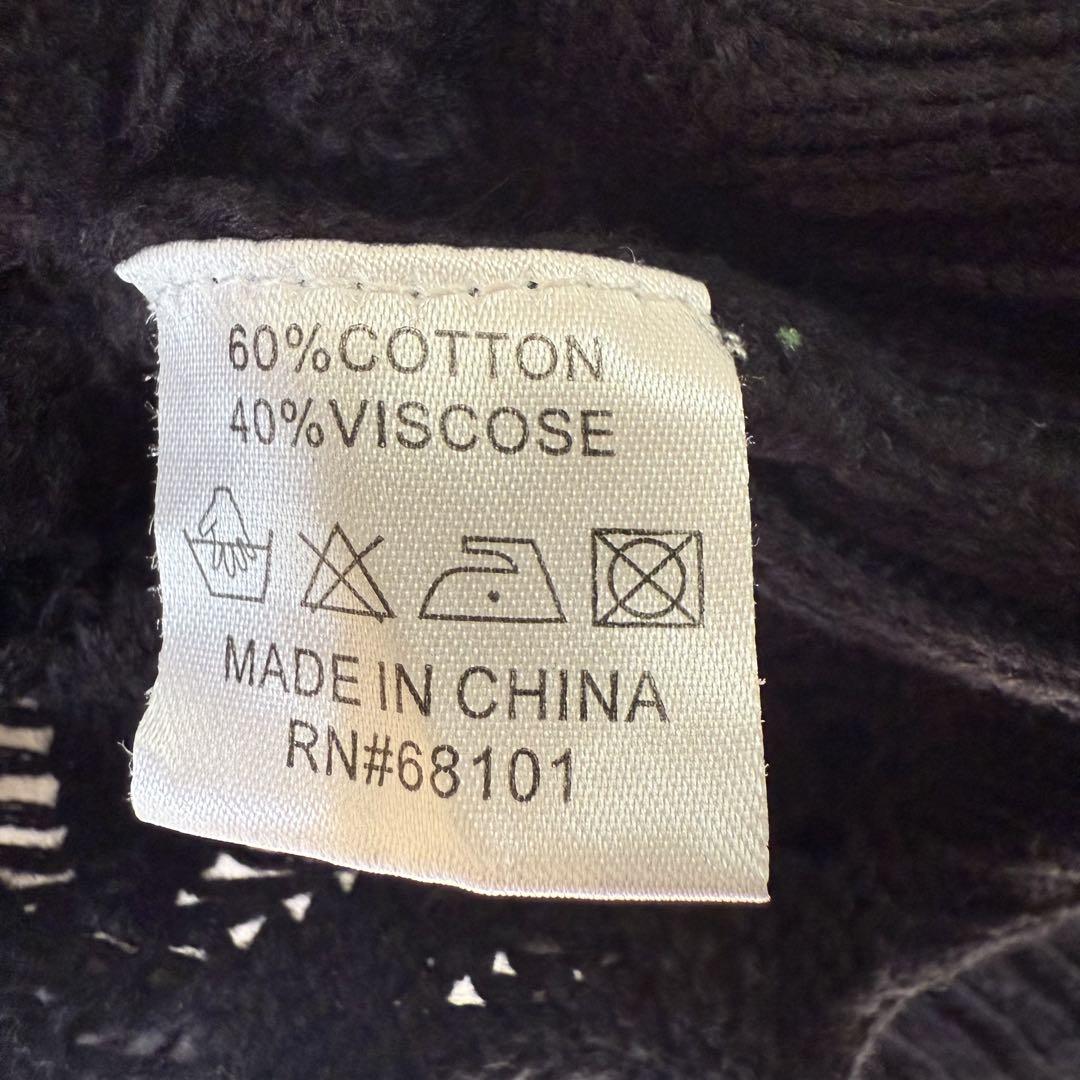 60%COTTON
40%VISCOSE
MADE IN CHINA
RN#68101